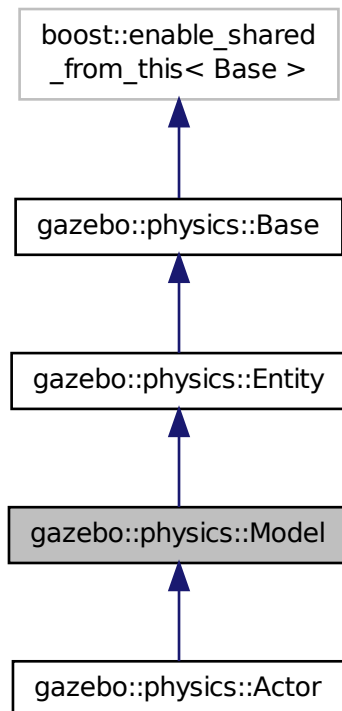 boost::enable_shared
_from_this< Base >
gazebo::physics::Base
gazebo::physics::Entity
gazebo::physics::Model
gazebo::physics::Actor